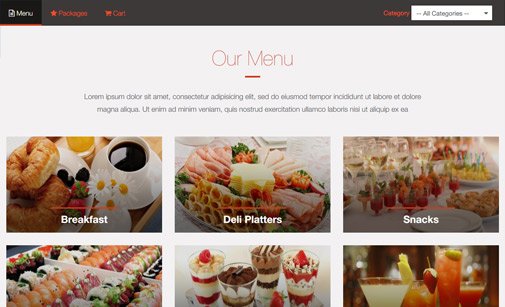 Menu Packages Cart Category -- All Categories --
Our Menu
Lorem ipsum dolor sit amet, consectetur adipisicing elit, sed do eiusmod tempor incididunt ut labore et dolore
magna aliqua. Ut enim ad minim veniam, quis nostrud exercitation ullamco laboris nisi ut aliquip ex ea
Breakfast Deli Platters Snacks